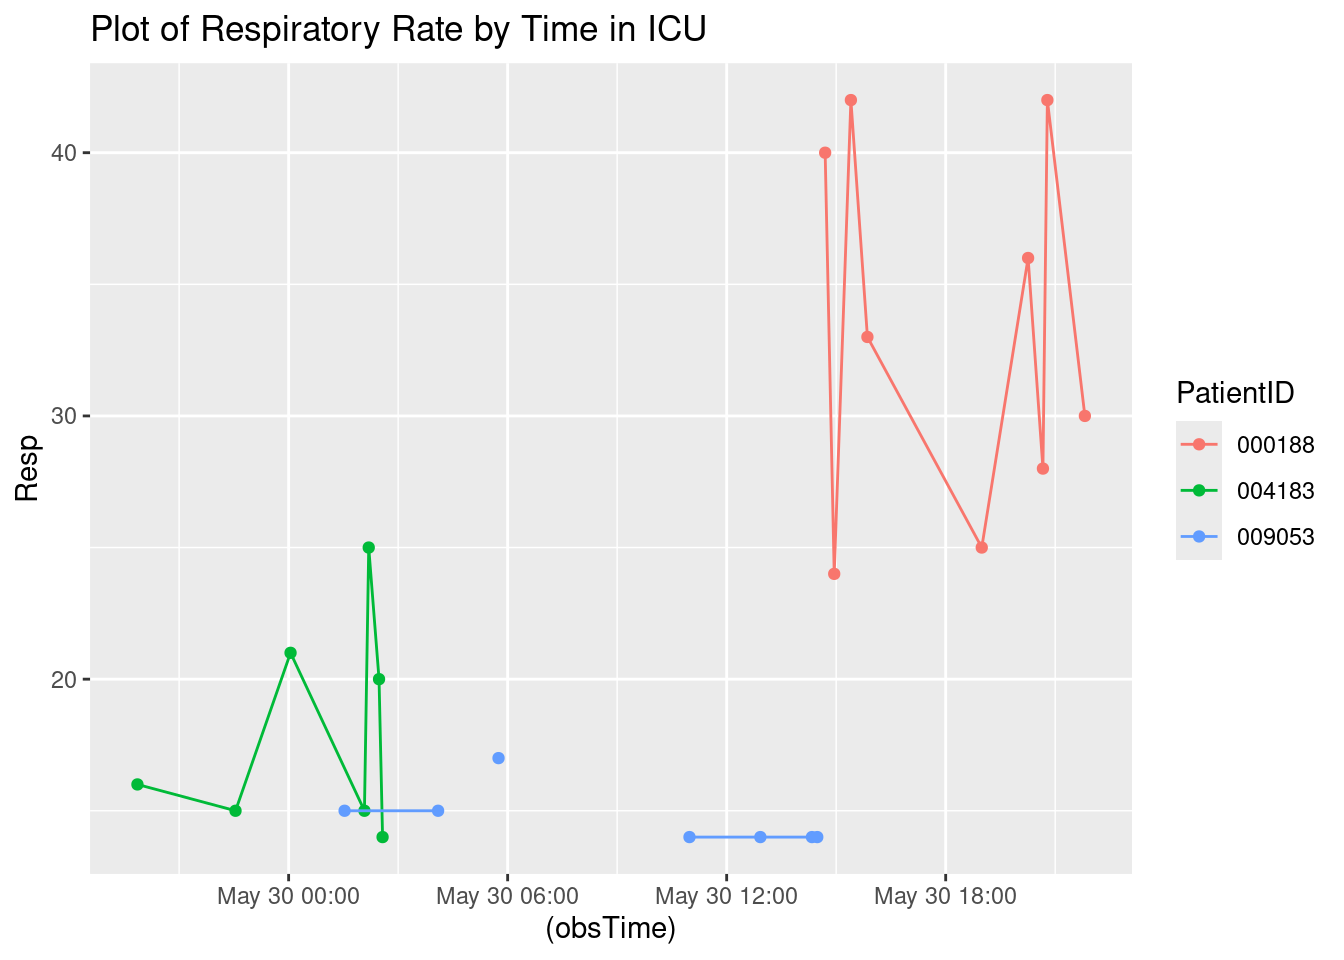 Plot of Respiratory Rate by Time in ICU
Resp
40
30
20
May 30 00:00
May 30 06:00
May 30 12:00
May 30 18:00
(obsTime)
PatientID
000188
004183
009053